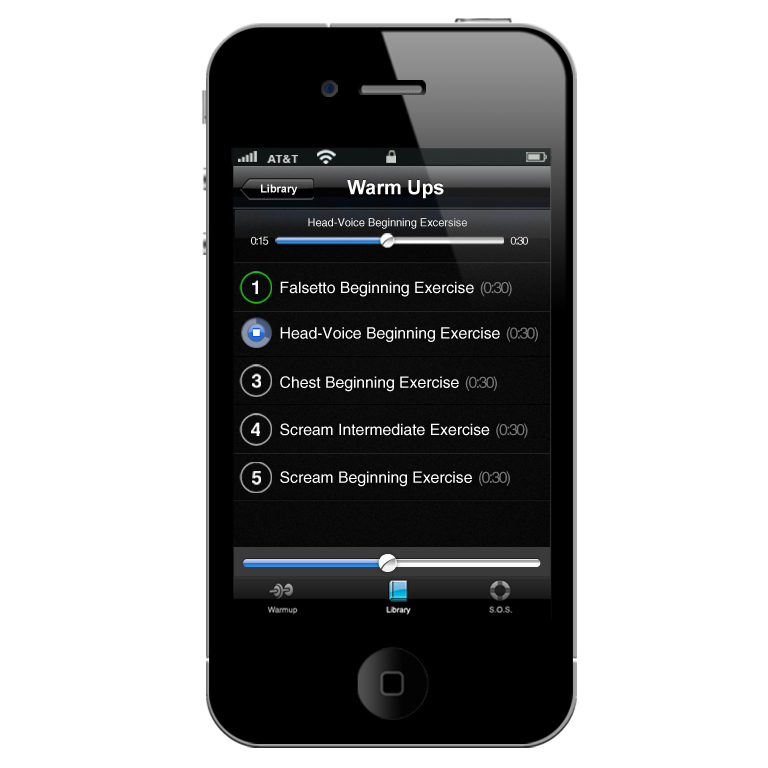 AT&T
Library
Warm Ups
Head-Voice Beginning Excersise
0:15
0:30
1 Falsetto Beginning Exercise (0:30)
Head-Voice Beginning Exercise (0:30)
3 Chest Beginning Exercise (0:30)
4 Scream Intermediate Exercise (0:30)
5 Scream Beginning Exercise (0:30)
Warmup
Library
S.O.S.